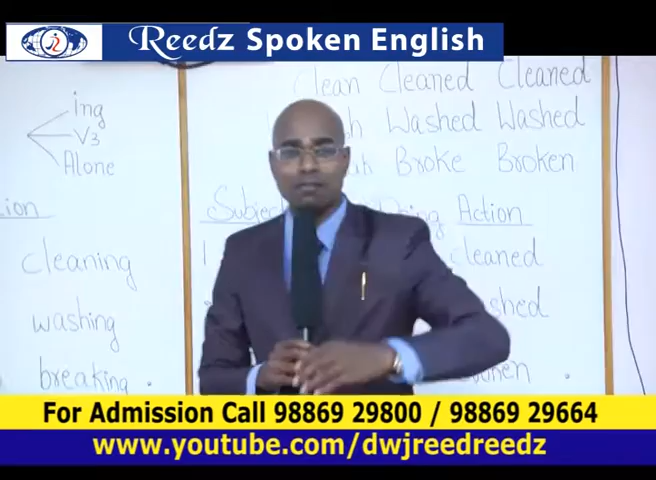 Reedz Spoken English
Clean Cleaned Cleaned
ing
V3
Washed Washed
Alone
Broke Broken
Subject Action
cleaning
cleaned
washing
breaking
For Admission Call 98869 29800 / 98869 29664
www.youtube.com/dwjreedreedz